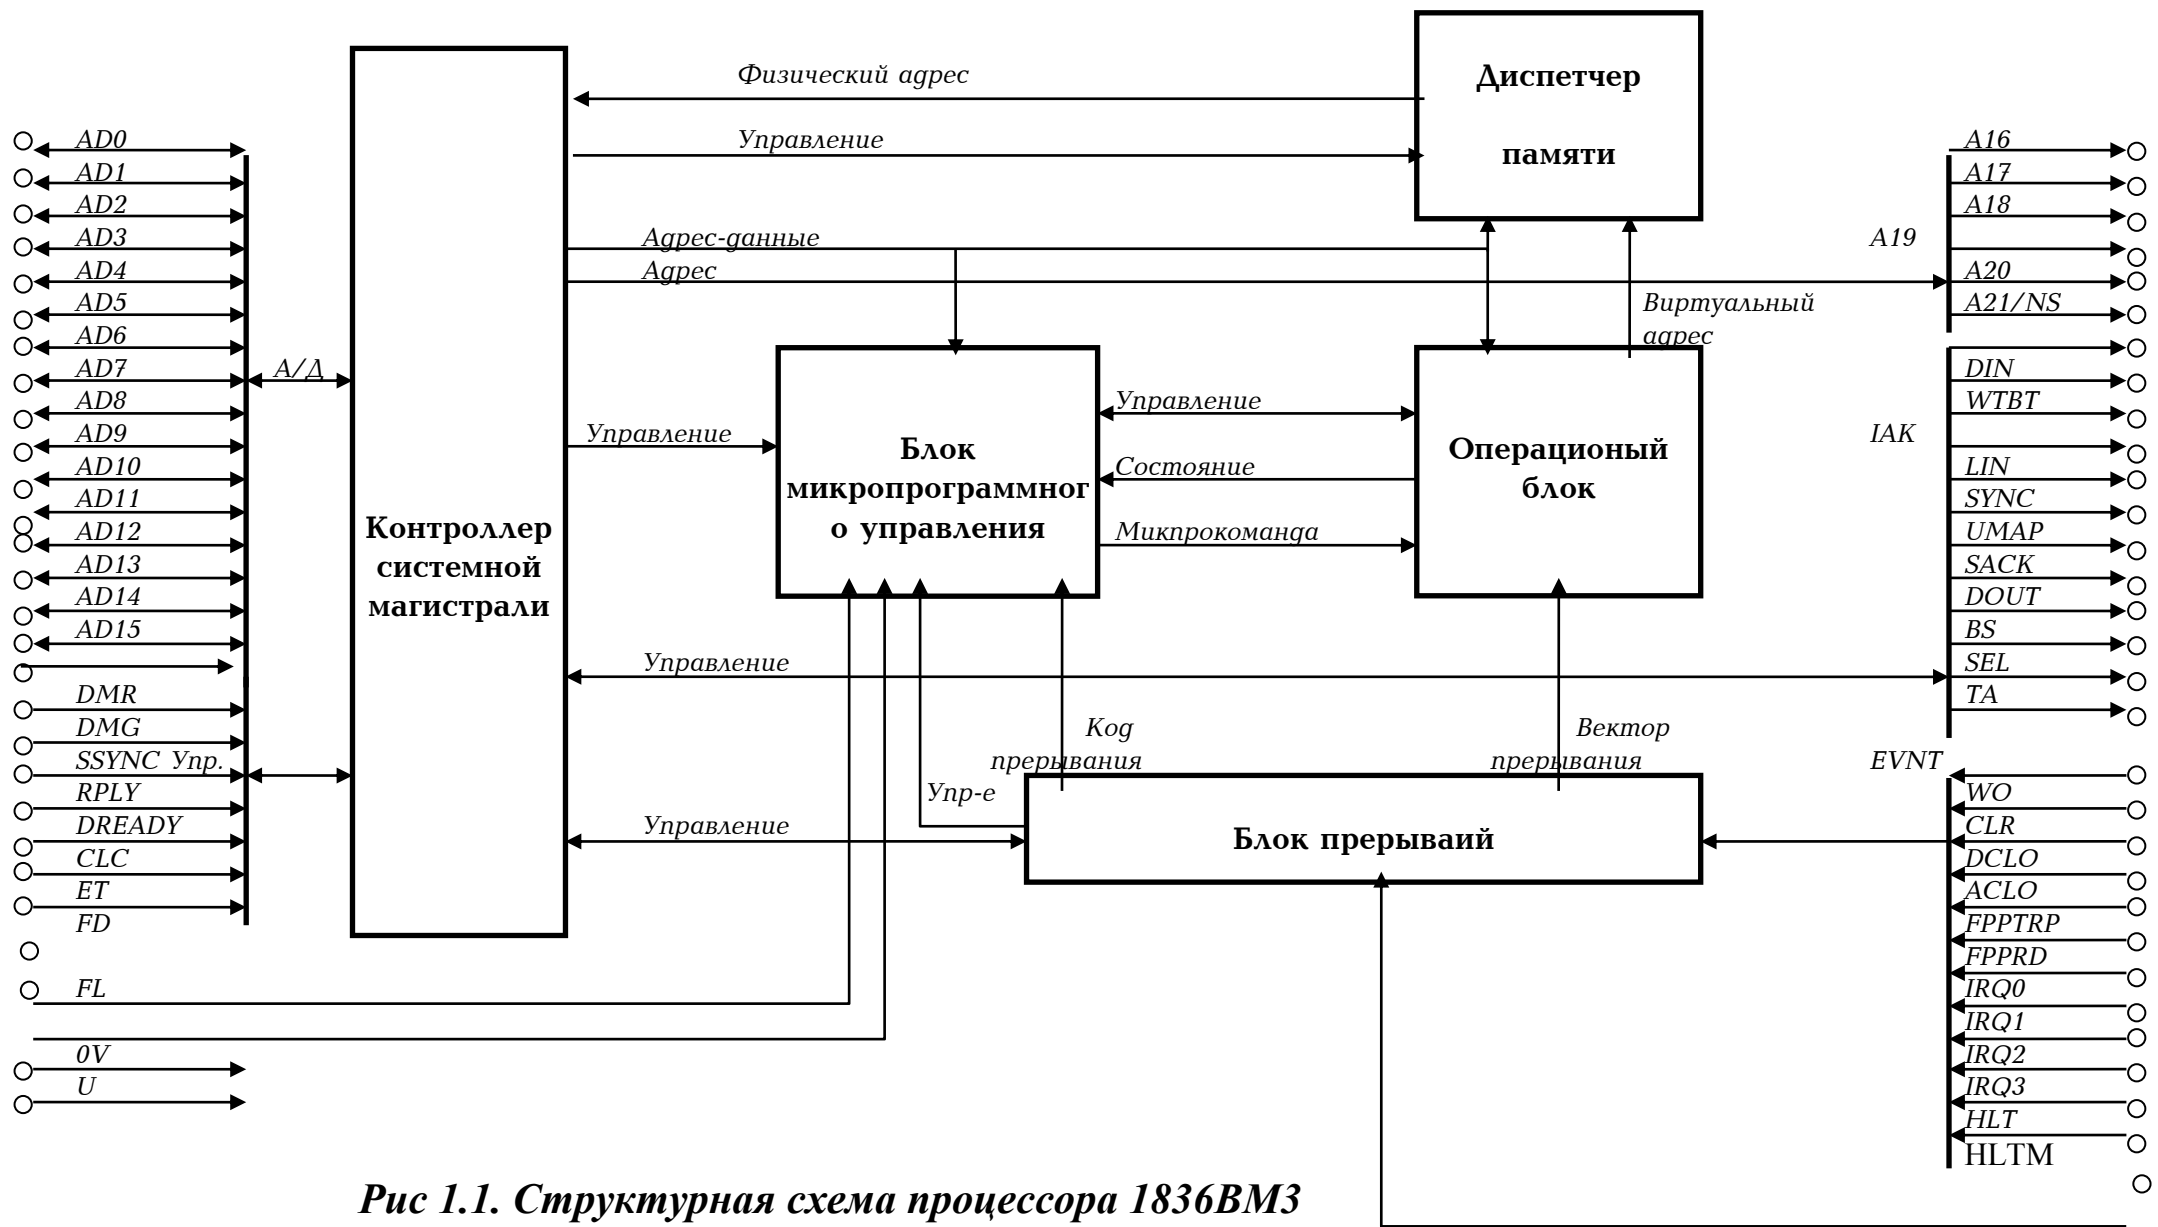 Диспетчер
памяти
Физический адрес
Управление
AD0
AD1
AD2
AD3
AD4
AD5
AD6
AD7
AD8
AD9
AD10
AD11
AD12
AD13
AD14
AD15
А/Д
DMR
DMG
SSYNC Упр.
RPLY
DREADY
CLC
ET
FD
FL
0V
U
Контроллер
системной
магистрали
Адрес-данные
Адрес
Виртуальный
адрес
Управление
Блок
микропрограммног
о управления
Управление
Состояние
Микпрокоманда
Операционый
блок
Управление
Код
прерывания
Вектор
прерывания
Упр-е
Управление
Блок прерываий
A16
A17
A18
A19
A20
A21/NS
DIN
WTBT
IAK
LIN
SYNC
UMAP
SACK
DOUT
BS
SEL
TA
EVNT
WO
CLR
DCLO
ACLO
FPPTRP
FPPRD
IRQ0
IRQ1
IRQ2
IRQ3
HLT
HLTM
Рис 1.1. Структурная схема процессора 1836ВМ3